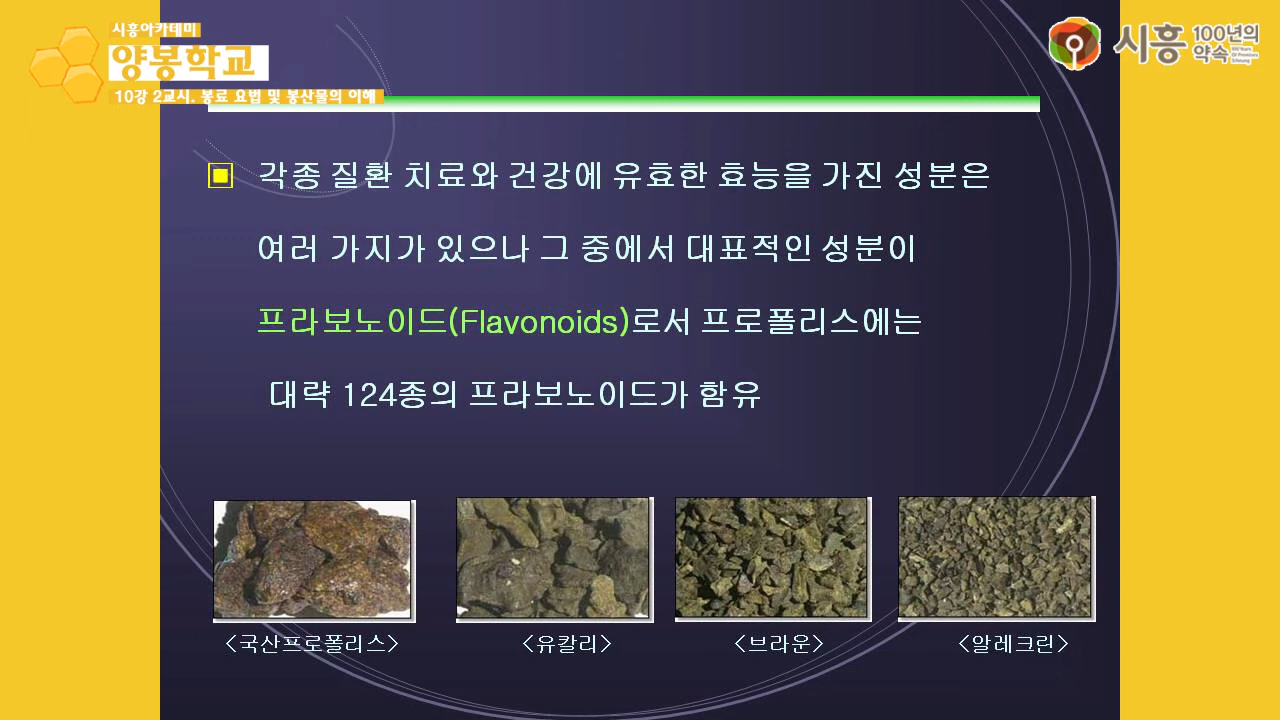 시흥아카데미
양봉학교
10강 2교시. 봉료 요법 및 봉산물의 이해
시흥 100년의 약속
각종 질환 치료와 건강에 유효한 효능을 가진 성분은
여러 가지가 있으나 그 중에서 대표적인 성분이
프라보노이드(Flavonoids)로서 프로폴리스에는
대략 124종의 프라보노이드가 함유
<국산프로폴리스> <유칼리> <브라운> <알레크린>